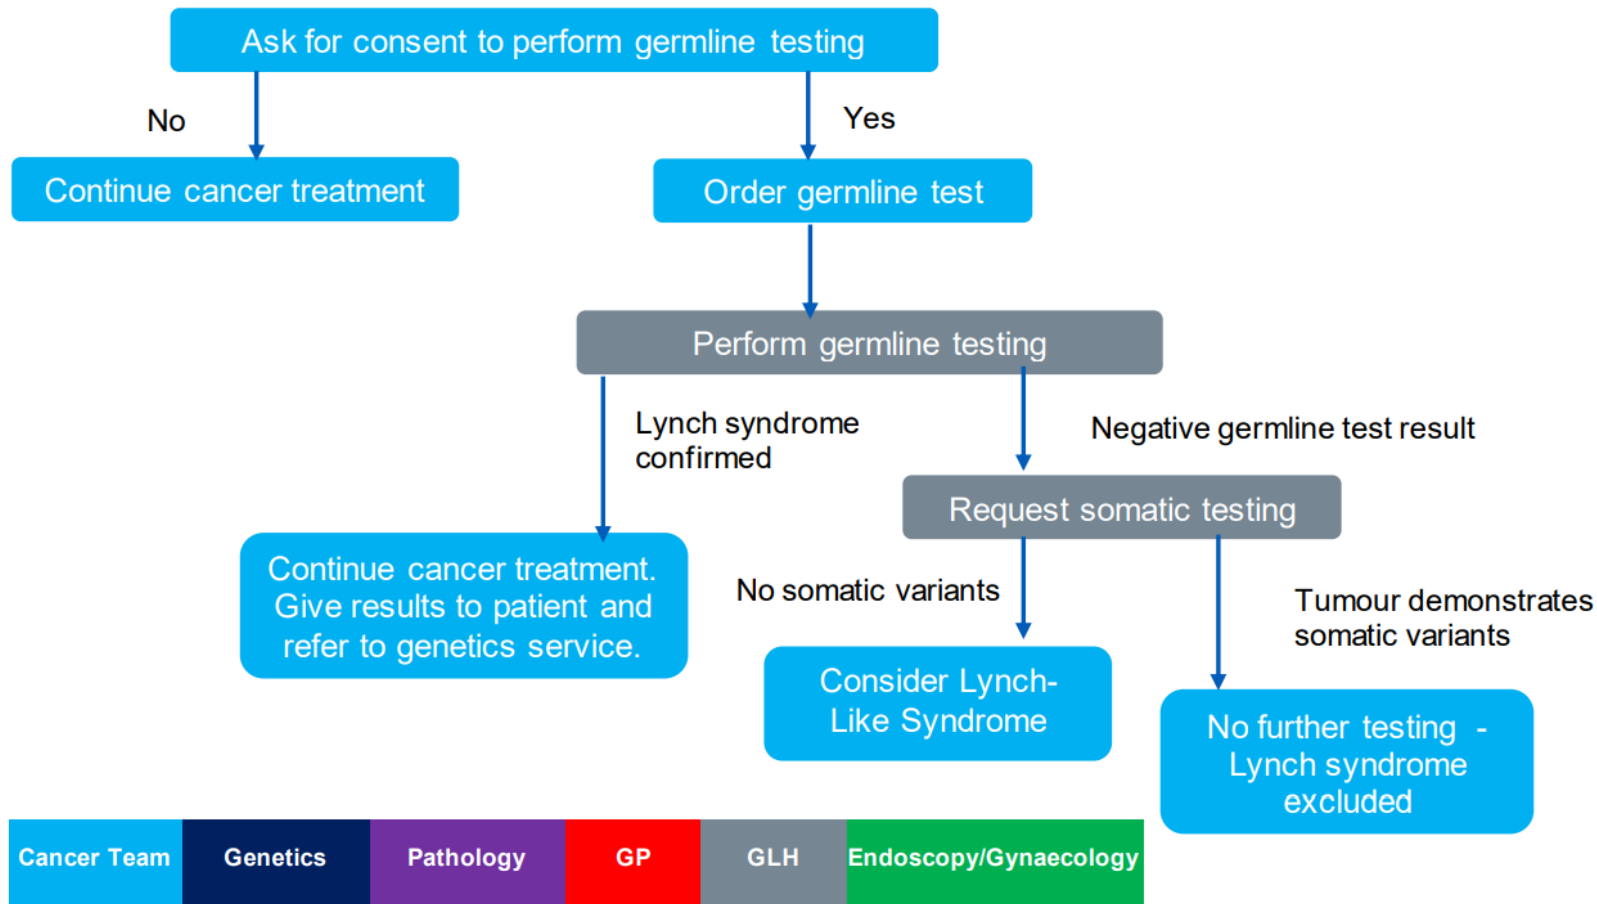 Ask for consent to perform germline testing
No
Yes
Continue cancer treatment
Order germline test
Perform germline testing
Lynch syndrome
confirmed
Negative germline test result
Request somatic testing
Continue cancer treatment.
Give results to patient and
refer to genetics service.
No somatic variants
Tumour demonstrates
somatic variants
Consider Lynch-
Like Syndrome
No further testing -
Lynch syndrome
excluded
Cancer Team
Genetics
Pathology
GP
GLH
Endoscopy/Gynaecology